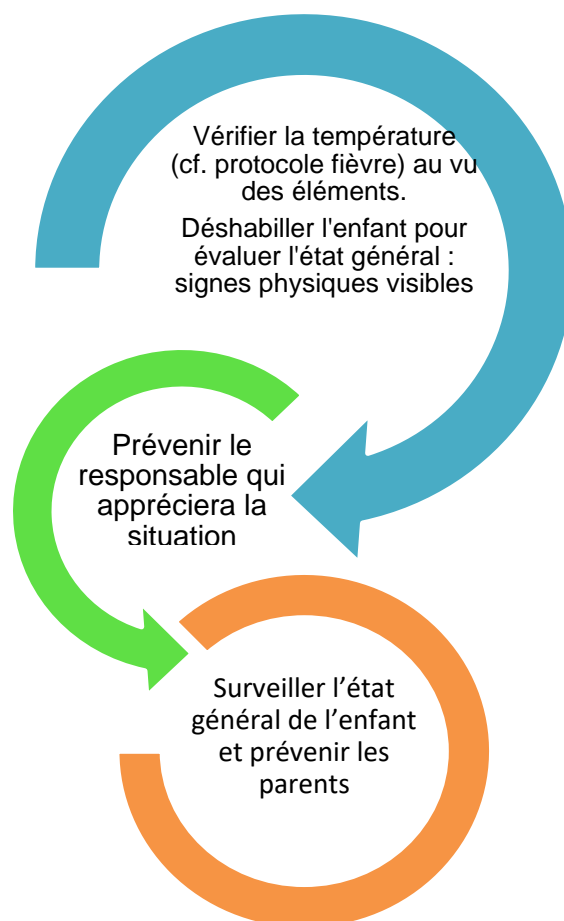 Vérifier la température
(cf. protocole fièvre) au vu
des éléments.
Déshabiller l'enfant pour
évaluer l'état général :
signes physiques visibles
Prévenir le
responsable qui
appréciera la
situation
Surveiller l’état
général de l’enfant
et prévenir les
parents